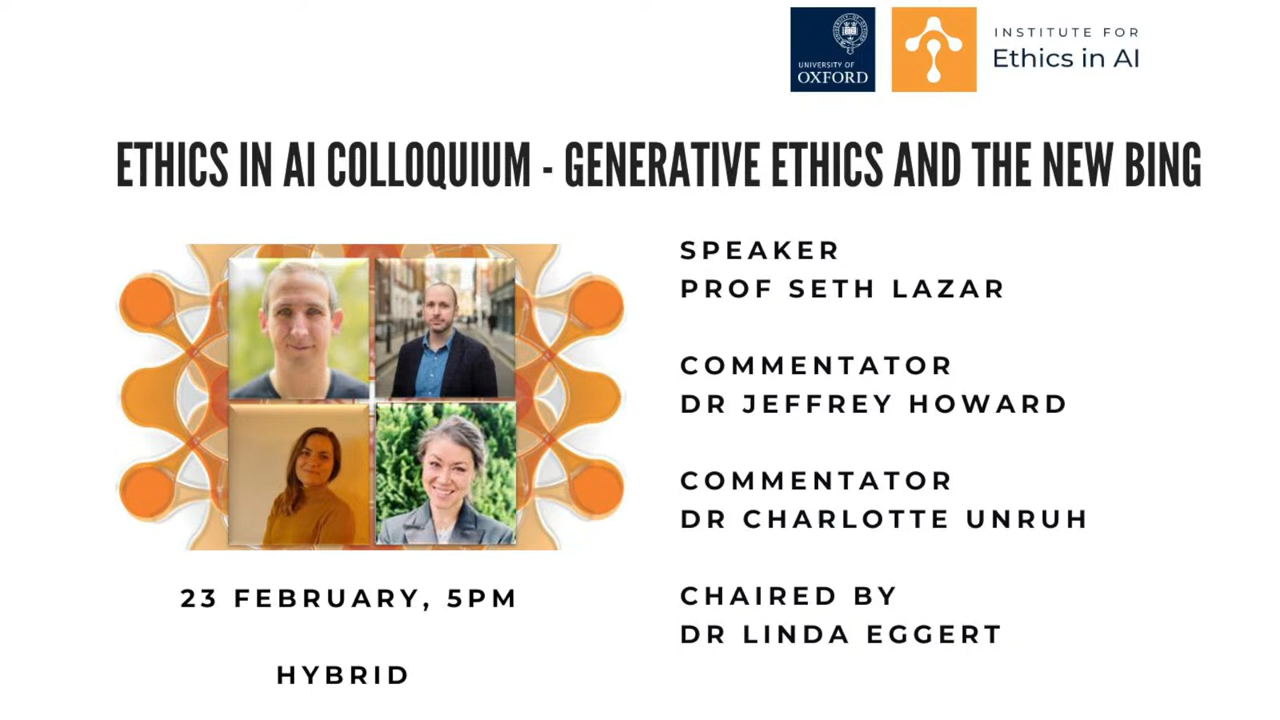 UNIVERSITY OF
OXFORD
INSTITUTE FOR
Ethics in AI
ETHICS IN AI COLLOQUIUM - GENERATIVE ETHICS AND THE NEW BING
SPEAKER
PROF SETH LAZAR
COMMENTATOR
DR JEFFREY HOWARD
COMMENTATOR
DR CHARLOTTE UNRUH
CHAIRED BY
DR LINDA EGGERT
23 FEBRUARY, 5PM
HYBRID